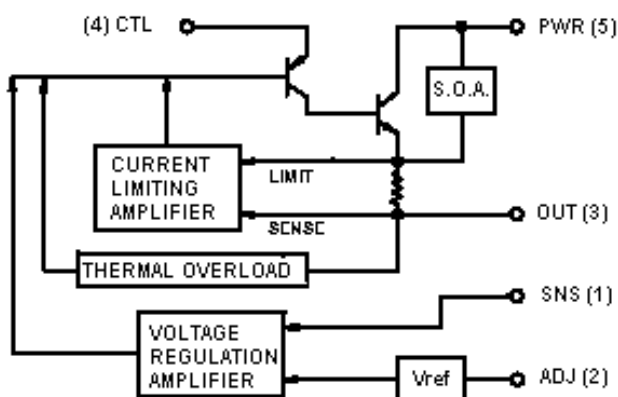 (4) CTL
PWR (5)
S.O.A.
CURRENT
LIMITING
AMPLIFIER
LIMIT
SENSE
OUT (3)
THERMAL OVERLOAD
SNS (1)
VOLTAGE
REGULATION
AMPLIFIER
Vref
ADJ (2)